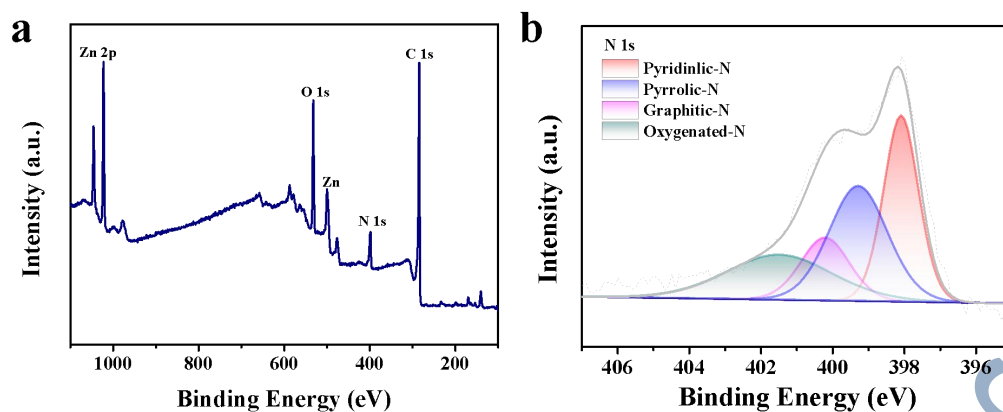 a
Zn 2p
C 1s
O 1s
Zn
N 1s
Intensity (a.u.)
1000
800
600
400
200
Binding Energy (eV)
b
N 1s
Pyridinlic-N
Pyrrolic-N
Graphitic-N
Oxygenated-N
Intensity (a.u.)
406
404
402
400
398
396
Binding Energy (eV)